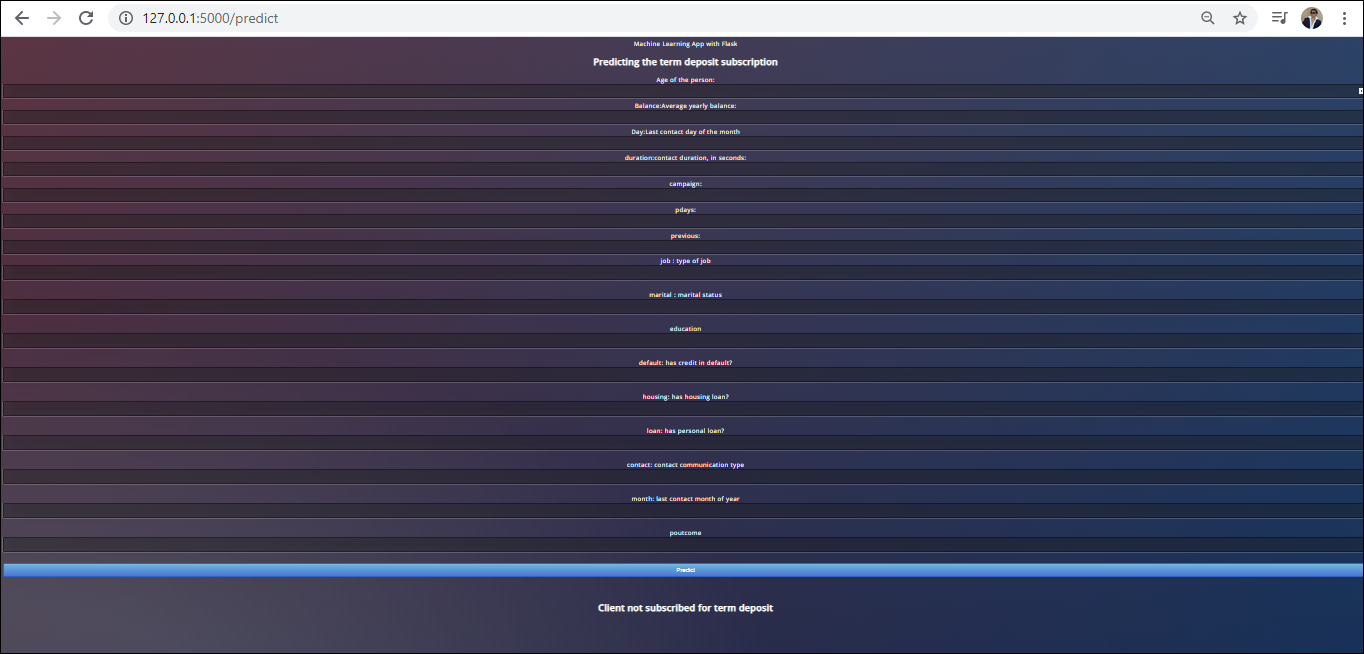 127.0.0.1:5000/predict
Machine Learning App with Flask
Predicting the term deposit subscription
Age of the person:
Balance:Average yearly balance:
Day:Last contact day of the month
duration:contact duration, in seconds:
campaign:
pdays:
previous:
job : type of job
marital : marital status
education
default: has credit in default?
housing: has housing loan?
loan: has personal loan?
contact: contact communication type
month: last contact month of year
poutcome
Predict
Client not subscribed for term deposit